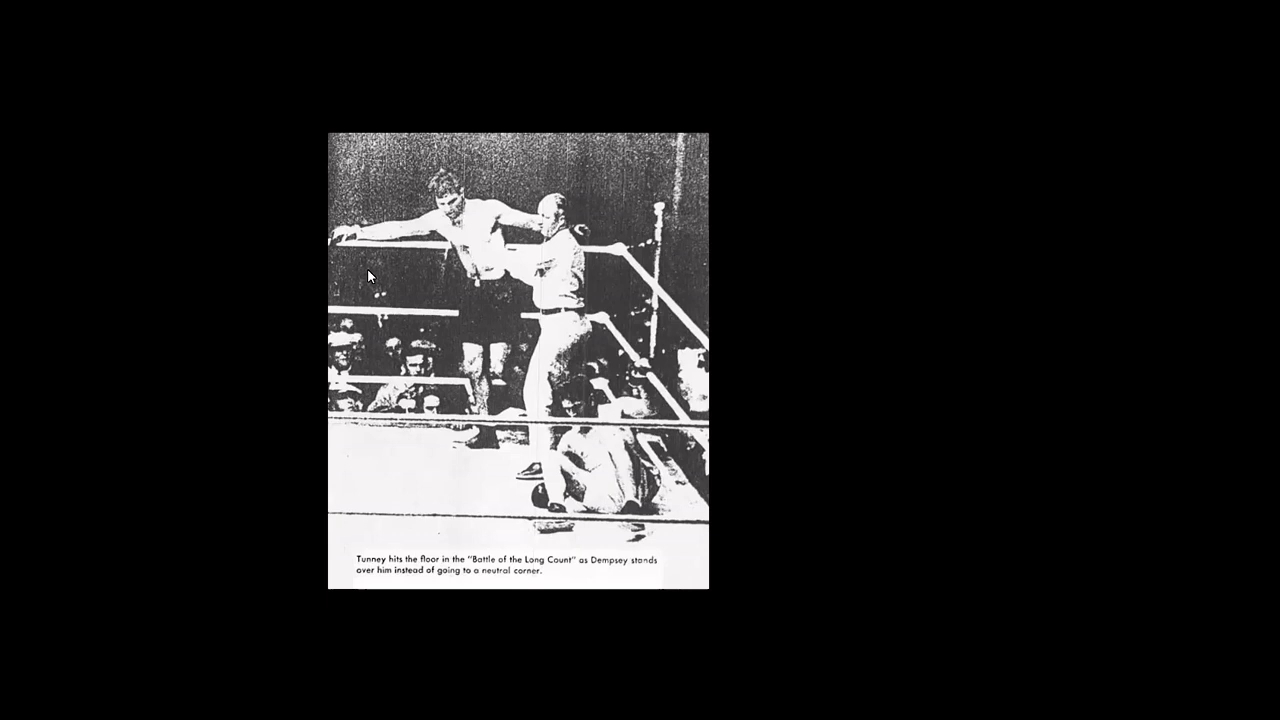 Tunney hits the floor in the "Battle of the Long Count" as Dempsey stands
over him instead of going to a neutral corner.